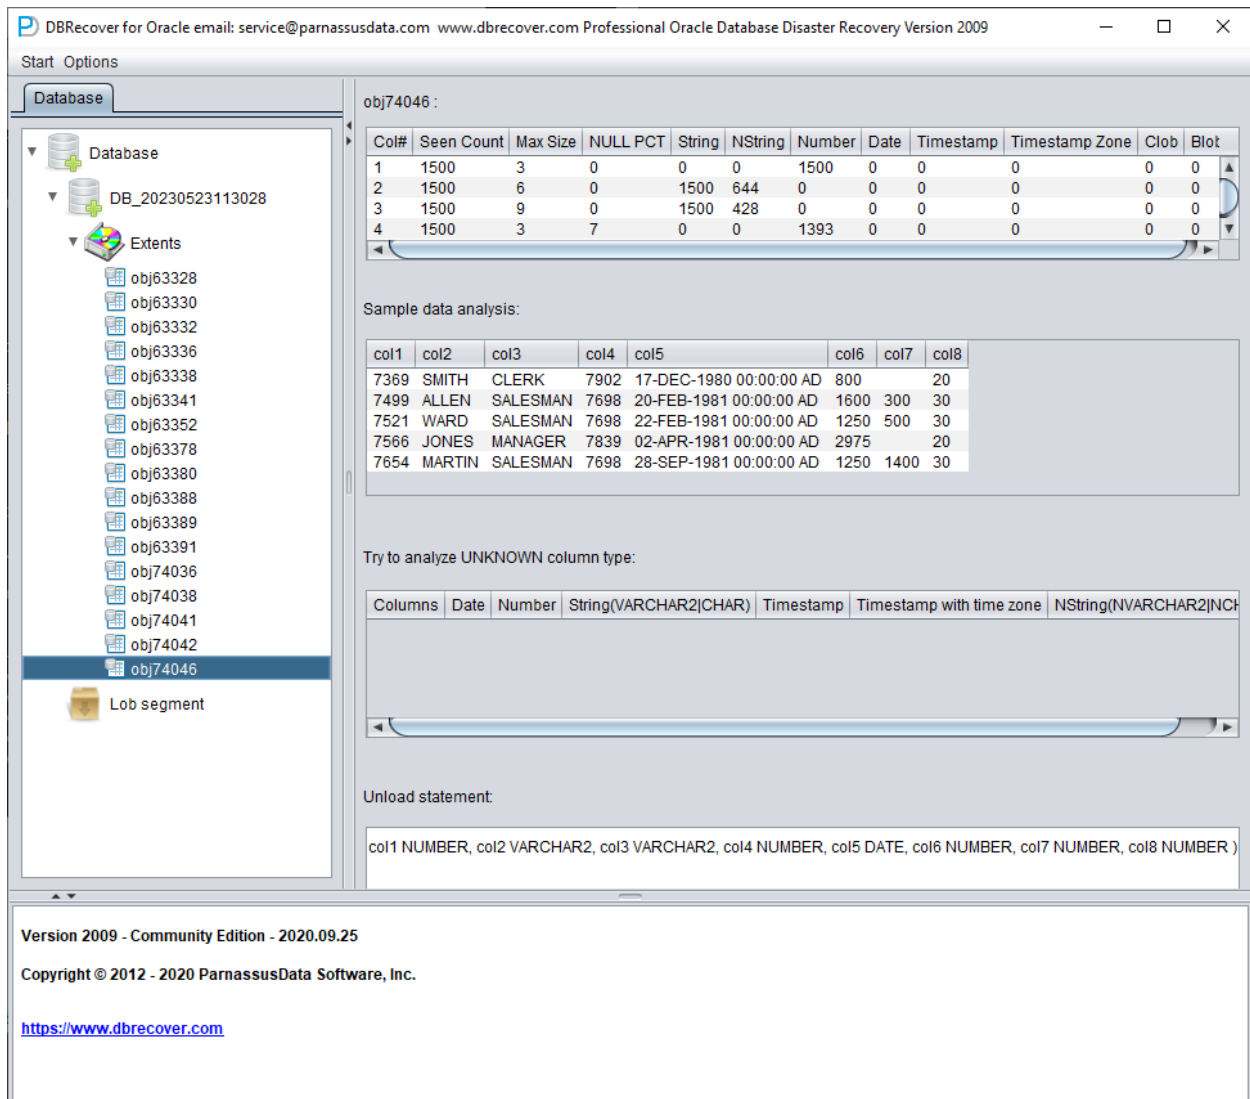 DBRecover for Oracle email: service@parnassusdata.com  www.dbrecover.com Professional Oracle Database Disaster Recovery Version 2009
Start Options
Database
Database
DB_20230523113028
Extents
obj63328
obj63330
obj63332
obj63336
obj63338
obj63341
obj63352
obj63378
obj63380
obj63388
obj63389
obj63391
obj74036
obj74038
obj74041
obj74042
obj74046
Lob segment
obj74046 :
Col# Seen Count Max Size NULL PCT String NString Number Date Timestamp Timestamp Zone Clob Blob
1 1500 3 0 0 0 1500 0 0 0 0 0
2 1500 6 0 1500 644 0 0 0 0 0 0
3 1500 9 0 1500 428 0 0 0 0 0 0
4 1500 3 7 0 0 1393 0 0 0 0 0
Sample data analysis:
col1 col2 col3 col4 col5 col6 col7 col8
7369 SMITH CLERK 7902 17-DEC-1980 00:00:00 AD 800 20
7499 ALLEN SALESMAN 7698 20-FEB-1981 00:00:00 AD 1600 300 30
7521 WARD SALESMAN 7698 22-FEB-1981 00:00:00 AD 1250 500 30
7566 JONES MANAGER 7839 02-APR-1981 00:00:00 AD 2975 20
7654 MARTIN SALESMAN 7698 28-SEP-1981 00:00:00 AD 1250 1400 30
Try to analyze UNKNOWN column type:
Columns Date Number String(VARCHAR2|CHAR) Timestamp Timestamp with time zone NString(NVARCHAR2|NCH
Unload statement:
col1 NUMBER, col2 VARCHAR2, col3 VARCHAR2, col4 NUMBER, col5 DATE, col6 NUMBER, col7 NUMBER, col8 NUMBER )
Version 2009 - Community Edition - 2020.09.25
Copyright © 2012 - 2020 ParnassusData Software, Inc.
https://www.dbrecover.com